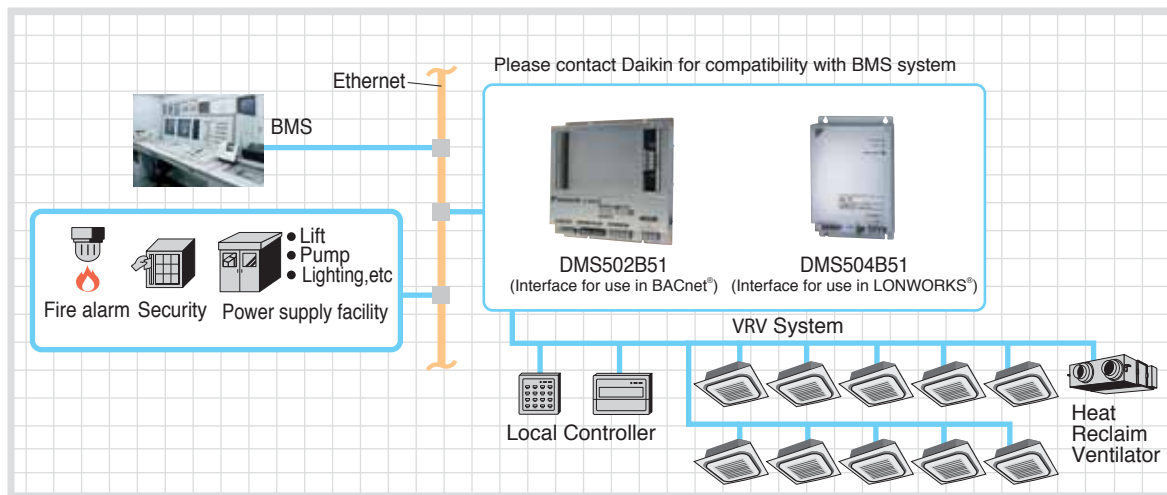 Please contact Daikin for compatibility with BMS system
Ethernet
BMS
Lift
Pump
Lighting,etc
Fire alarm
Security
Power supply facility
DMS502B51
(Interface for use in BACnet®)
DMS504B51
(Interface for use in LONWORKS®)
VRV System
Local Controller
Heat
Reclaim
Ventilator